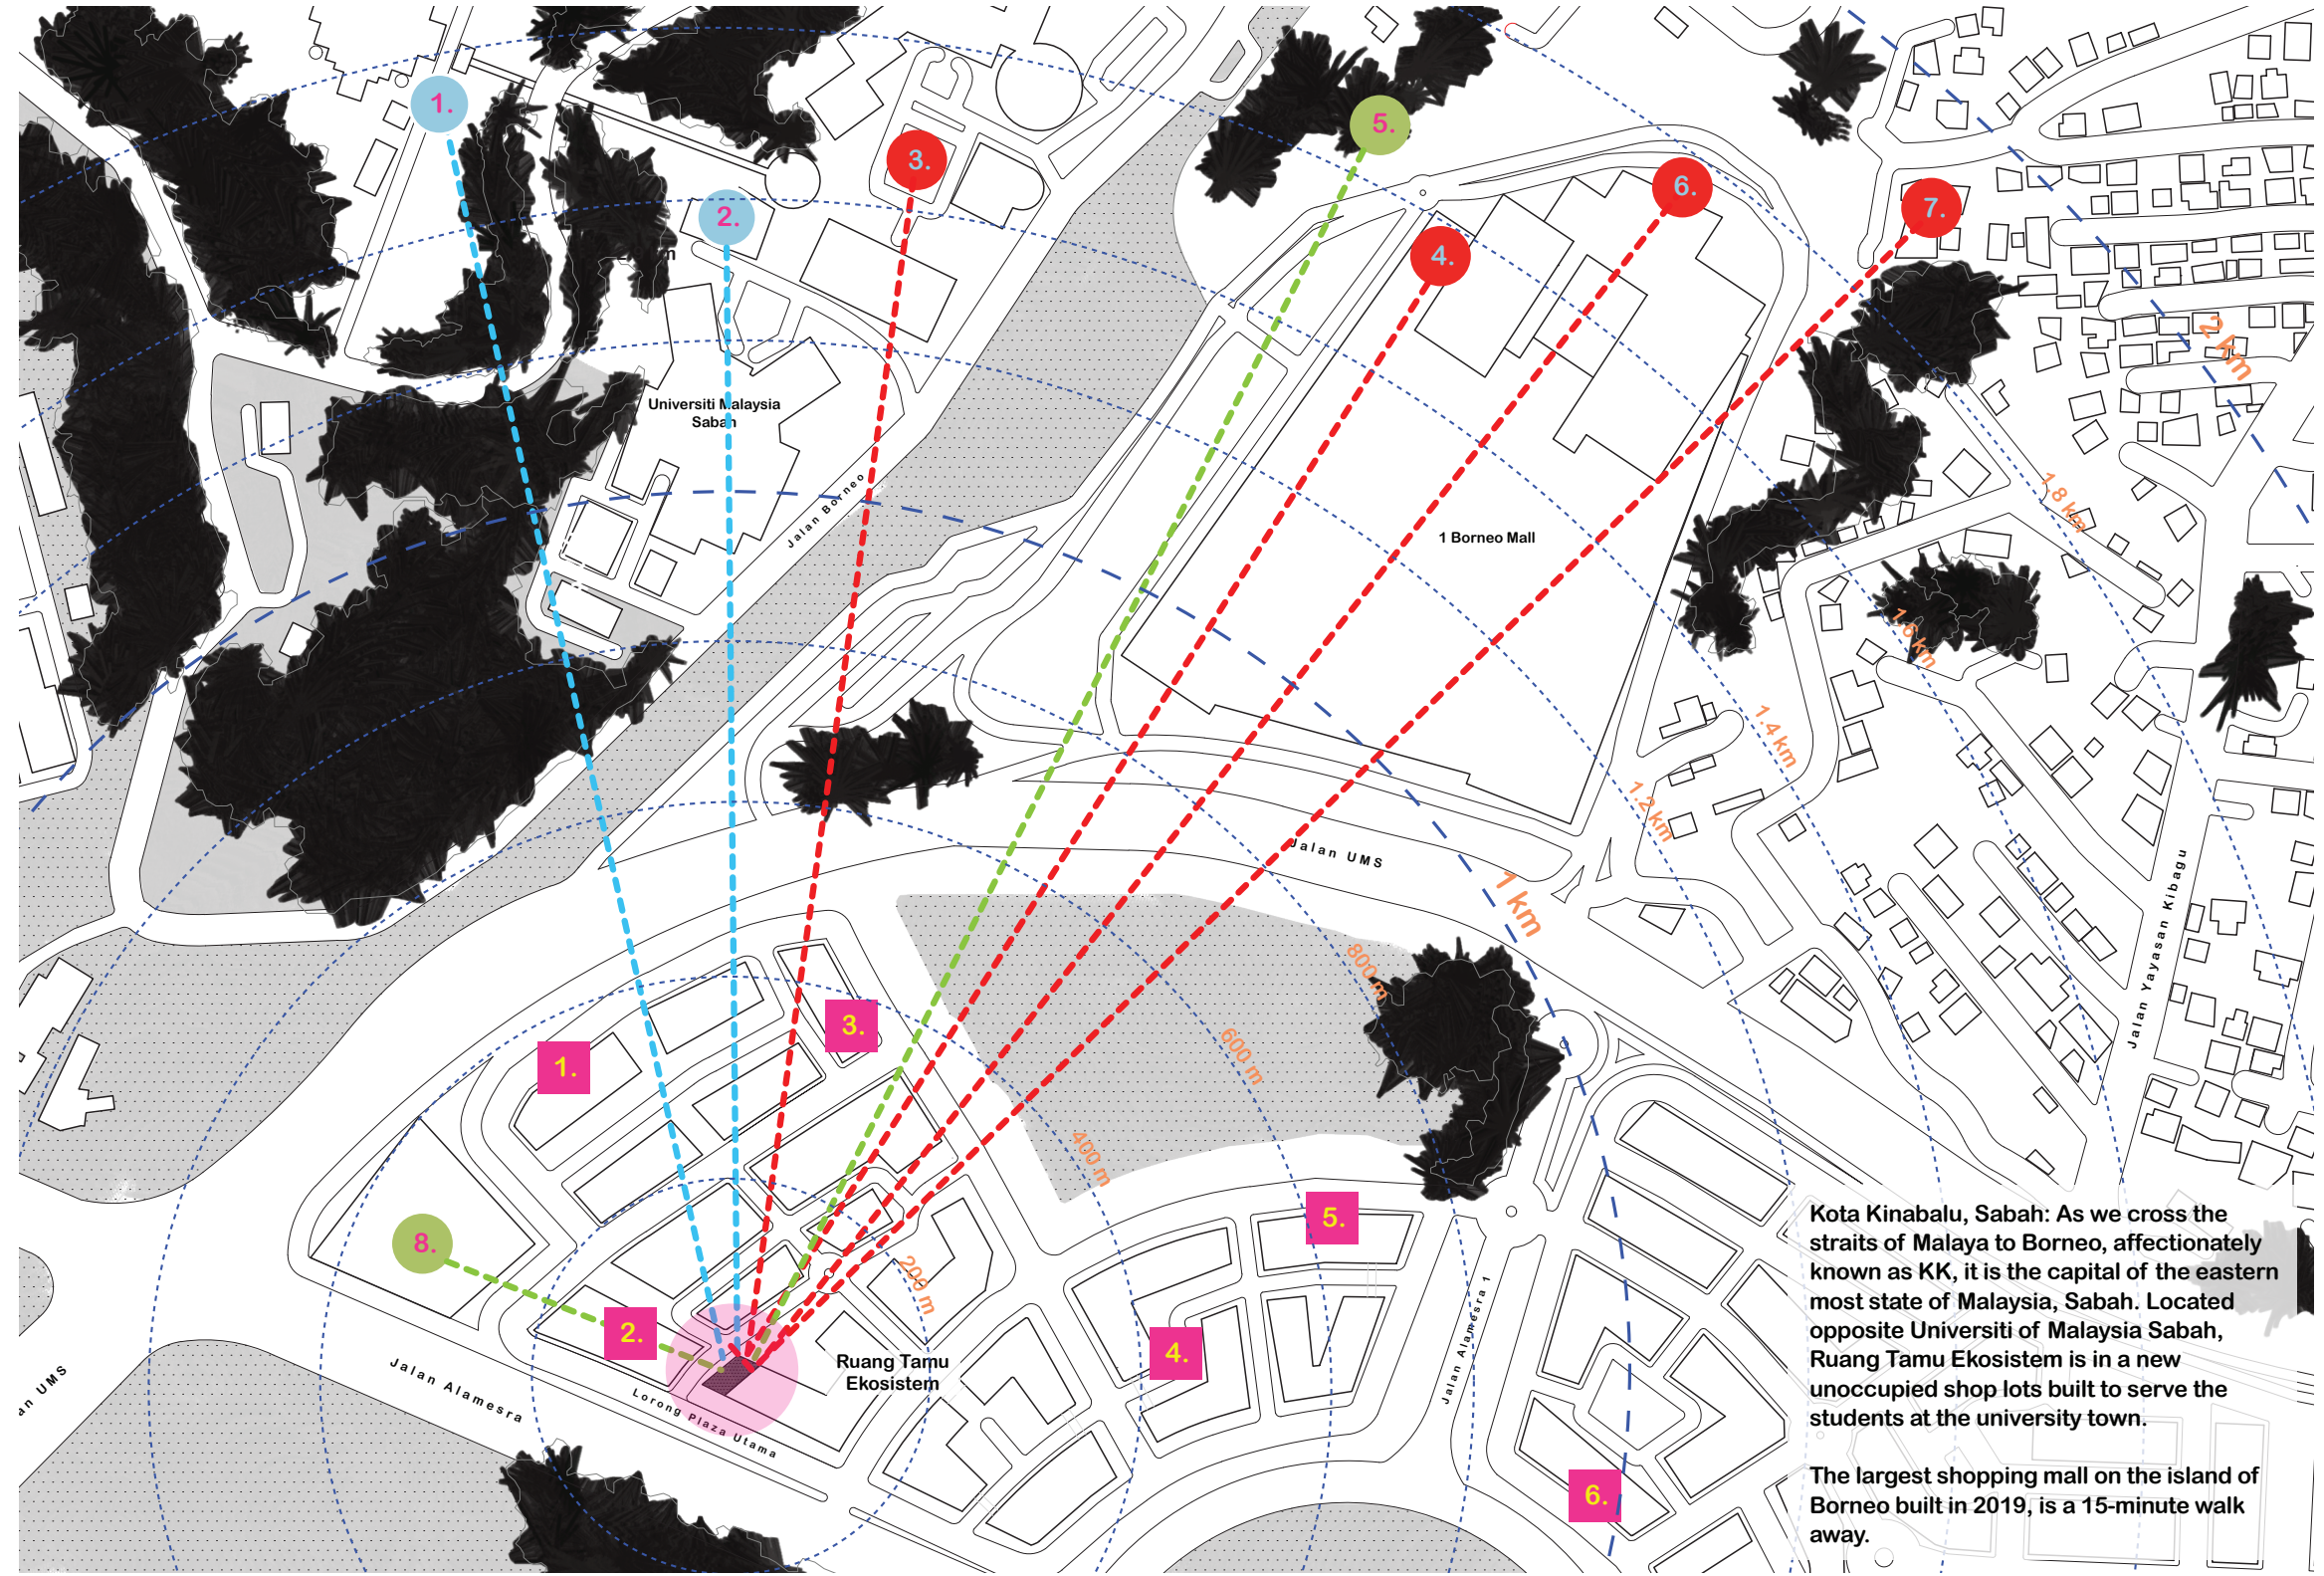 1.
2.
3.
5.
4.
6.
7.
2 km
Universiti Malaysia
Sabah
Jalan Borneo
1 Borneo Mall
1.8 km
1.6 km
1.4 km
1.2 km
Jalan UMS
1 km
800 m
600 m
400 m
200 m
Jalan Yayasan Kibagu
3.
1.
5.
8.
2.
4.
6.
Ruang Tamu
Ekosistem
Jalan Alamesra
Lorong Plaza Utama
Jalan Alamesra 1
an UMS
Kota Kinabalu, Sabah: As we cross the
straits of Malaya to Borneo, affectionately
known as KK, it is the capital of the eastern
most state of Malaysia, Sabah. Located
opposite Universiti of Malaysia Sabah,
Ruang Tamu Ekosistem is in a new
unoccupied shop lots built to serve the
students at the university town.
The largest shopping mall on the island of
Borneo built in 2019, is a 15-minute walk
away.